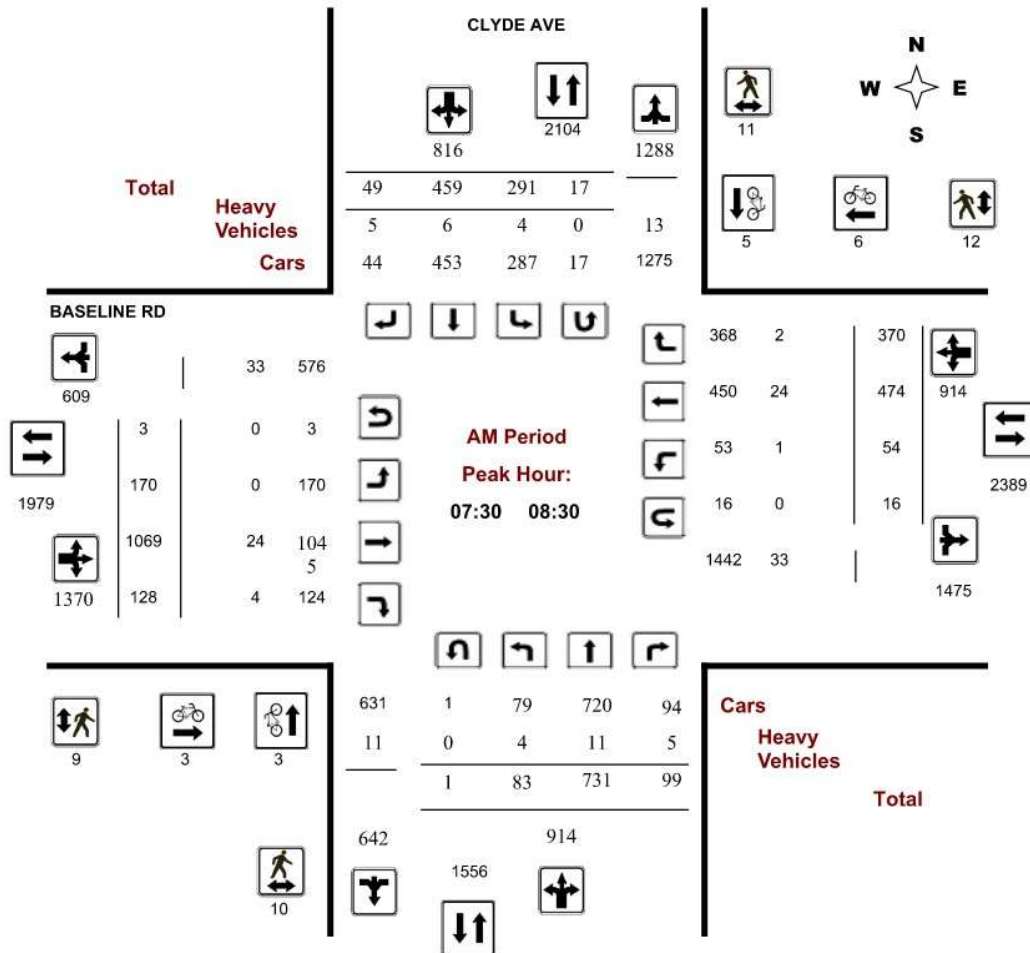 CLYDE AVE
N
W E
S
2104
11
816 1288
Total 49 459 291 17
Heavy
Vehicles
5 6 4 0 13
5 6 12
Cars 44 453 287 17 1275
BASELINE RD
33 576
609
368 2 370
450 24 474
914
3 0 3
AM Period
53 1 54
Peak Hour:
170 0 170
1979
07:30 08:30
16 0 16
2389
1069 24 104
5
1442 33
1475
1370 128 4 124
631 1 79 720 94
Cars
11 0 4 11 5
Heavy
Vehicles
9 3 3
1 83 731 99
Total
642 914
1556
10